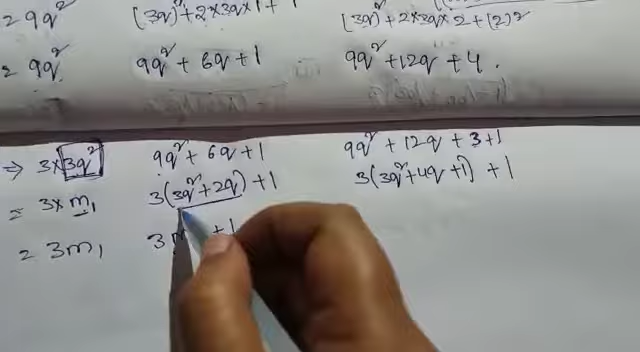 = 9q² (3q)² + 2×3q×1 + 1 (3q)² + 2×3q×2 + (2)²
= 9q² 9q² + 6q + 1 9q² + 12q + 4.
⇒ 3×3q² 9q² + 6q + 1 9q² + 12q + 3 + 1
= 3 × m₁ 3(3q² + 2q) + 1 3(3q² + 4q + 1) + 1
= 3m₁ 3 + 1